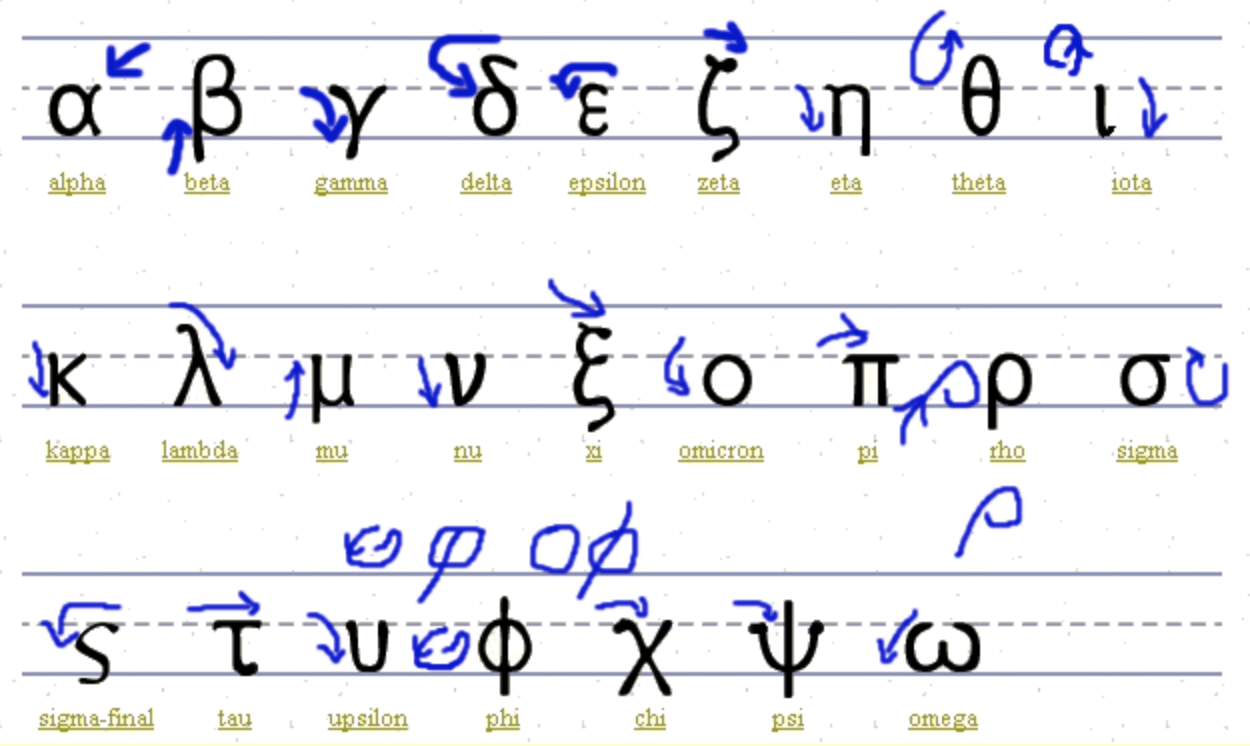 α β γ δ ε ζ η θ ι
alpha beta gamma delta epsilon zeta eta theta iota
κ λ μ ν ξ ο π ρ σ
kappa lambda mu nu xi omicron pi rho sigma
ς τ υ φ χ ψ ω
sigma-final tau upsilon phi chi psi omega